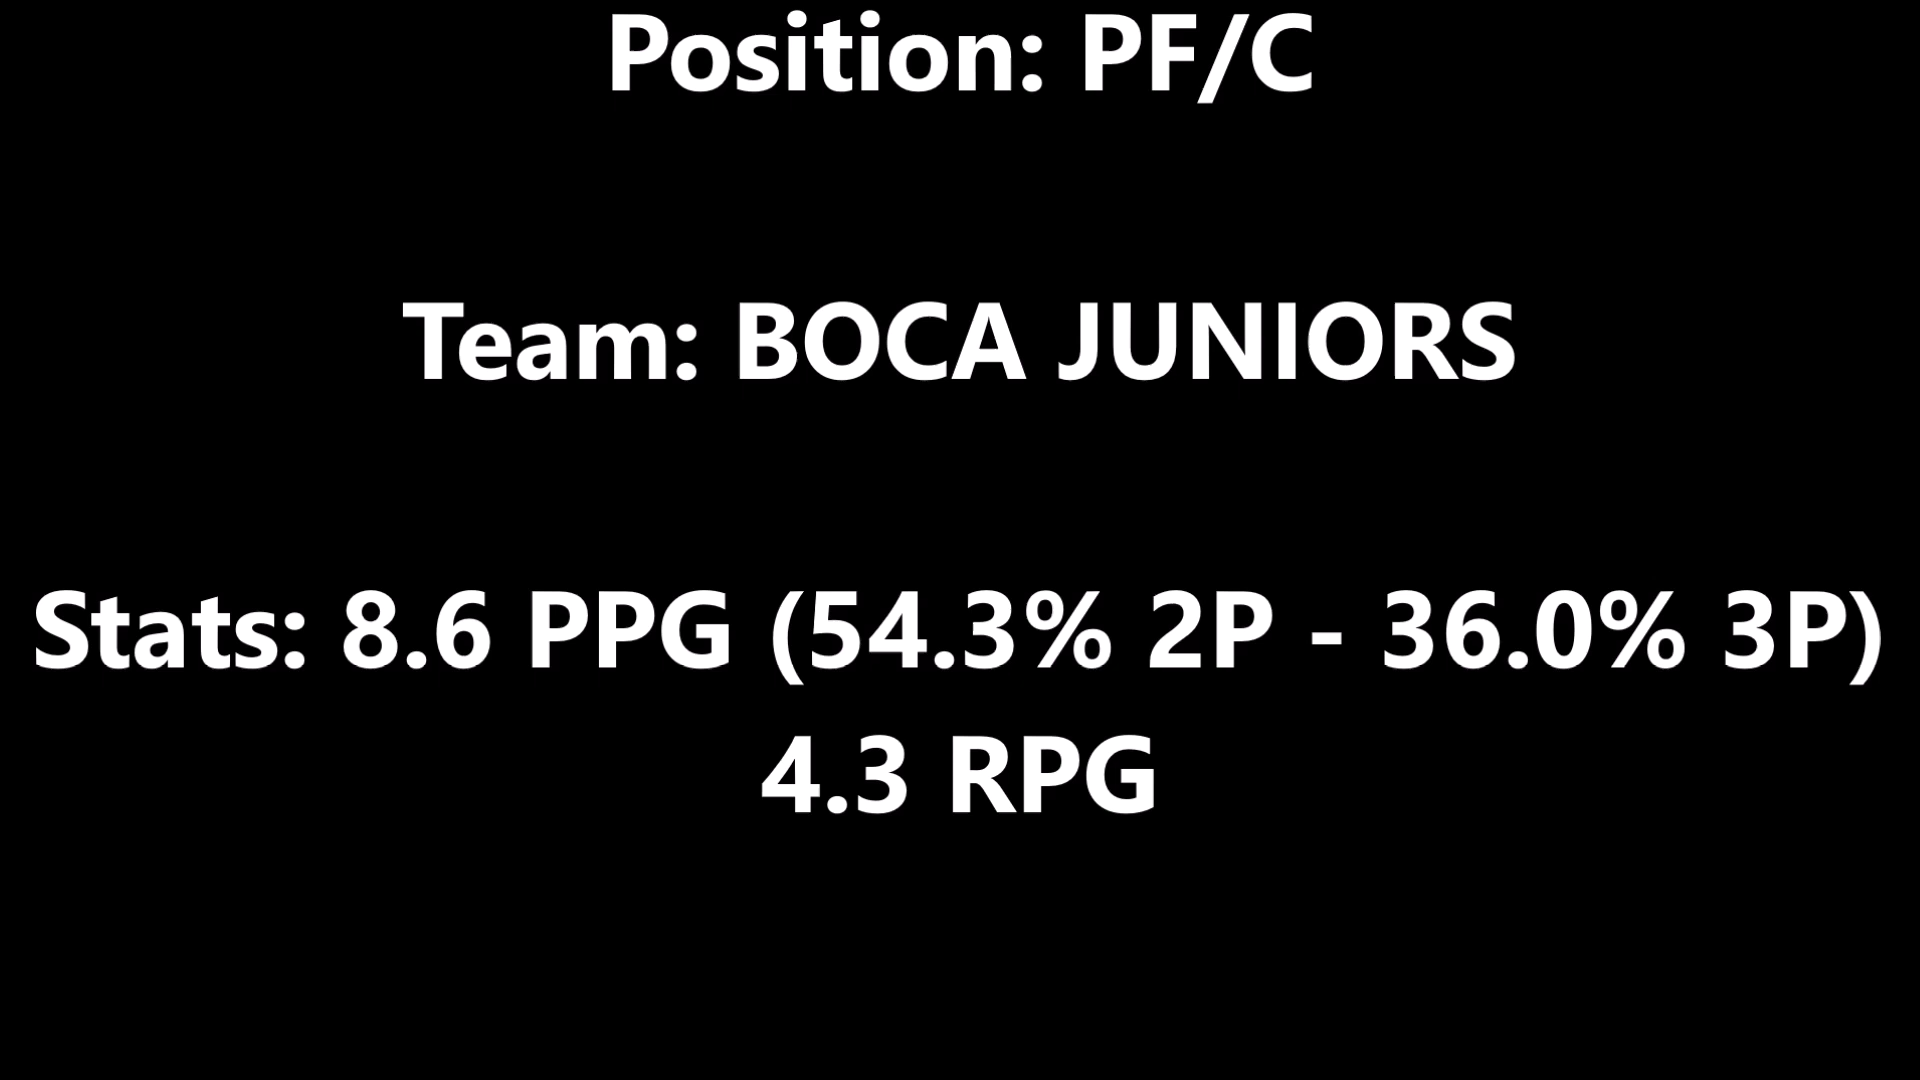 Position: PF/C
Team: BOCA JUNIORS
Stats: 8.6 PPG (54.3% 2P - 36.0% 3P)
4.3 RPG